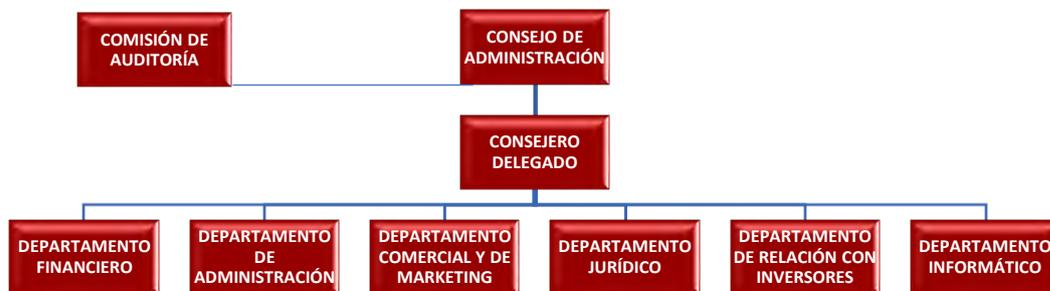 COMISIÓN DE
AUDITORÍA
CONSEJO DE
ADMINISTRACIÓN
CONSEJERO
DELEGADO
DEPARTAMENTO
FINANCIERO
DEPARTAMENTO
DE
ADMINISTRACIÓN
DEPARTAMENTO
COMERCIAL Y DE
MARKETING
DEPARTAMENTO
JURÍDICO
DEPARTAMENTO
DE RELACIÓN CON
INVERSORES
DEPARTAMENTO
INFORMÁTICO